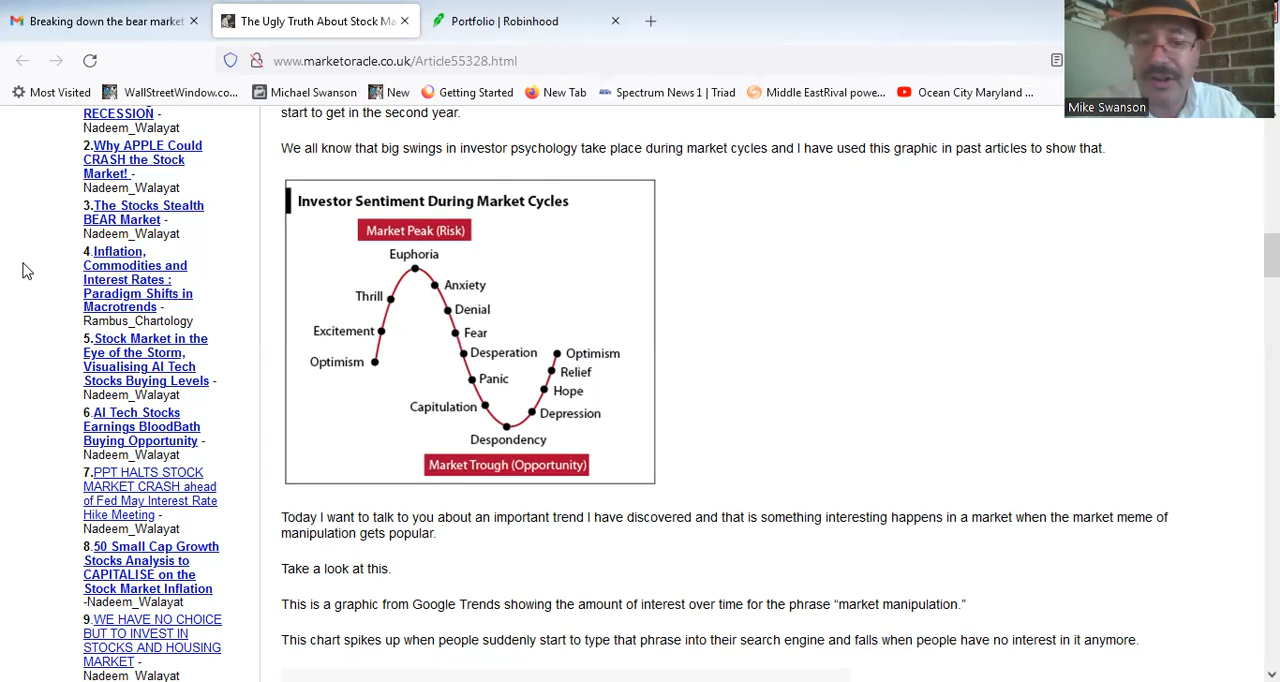 Breaking down the bear market
The Ugly Truth About Stock Ma
Portfolio | Robinhood
www.marketoracle.co.uk/Article55328.html
Most Visited
WallStreetWindow.co...
Michael Swanson
New
Getting Started
New Tab
Spectrum News 1 | Triad
Middle EastRival powe...
Ocean City Maryland ...
Mike Swanson
RECESSION -
Nadeem_Walayat
2.Why APPLE Could
CRASH the Stock
Market! -
Nadeem_Walayat
3.The Stocks Stealth
BEAR Market -
Nadeem_Walayat
4.Inflation,
Commodities and
Interest Rates :
Paradigm Shifts in
Macrotrends -
Rambus_Chartology
5.Stock Market in the
Eye of the Storm,
Visualising AI Tech
Stocks Buying Levels -
Nadeem_Walayat
6.AI Tech Stocks
Earnings BloodBath
Buying Opportunity -
Nadeem_Walayat
7.PPT HALTS STOCK
MARKET CRASH ahead
of Fed May Interest Rate
Hike Meeting -
Nadeem_Walayat
8.50 Small Cap Growth
Stocks Analysis to
CAPITALISE on the
Stock Market Inflation
-Nadeem_Walayat
9.WE HAVE NO CHOICE
BUT TO INVEST IN
STOCKS AND HOUSING
MARKET -
Nadeem_Walayat
start to get in the second year.
We all know that big swings in investor psychology take place during market cycles and I have used this graphic in past articles to show that.
Investor Sentiment During Market Cycles
Market Peak (Risk)
Euphoria
Thrill
Anxiety
Denial
Excitement
Fear
Optimism
Desperation
Optimism
Panic
Relief
Hope
Capitulation
Depression
Despondency
Market Trough (Opportunity)
Today I want to talk to you about an important trend I have discovered and that is something interesting happens in a market when the market meme of
manipulation gets popular.
Take a look at this.
This is a graphic from Google Trends showing the amount of interest over time for the phrase “market manipulation.”
This chart spikes up when people suddenly start to type that phrase into their search engine and falls when people have no interest in it anymore.